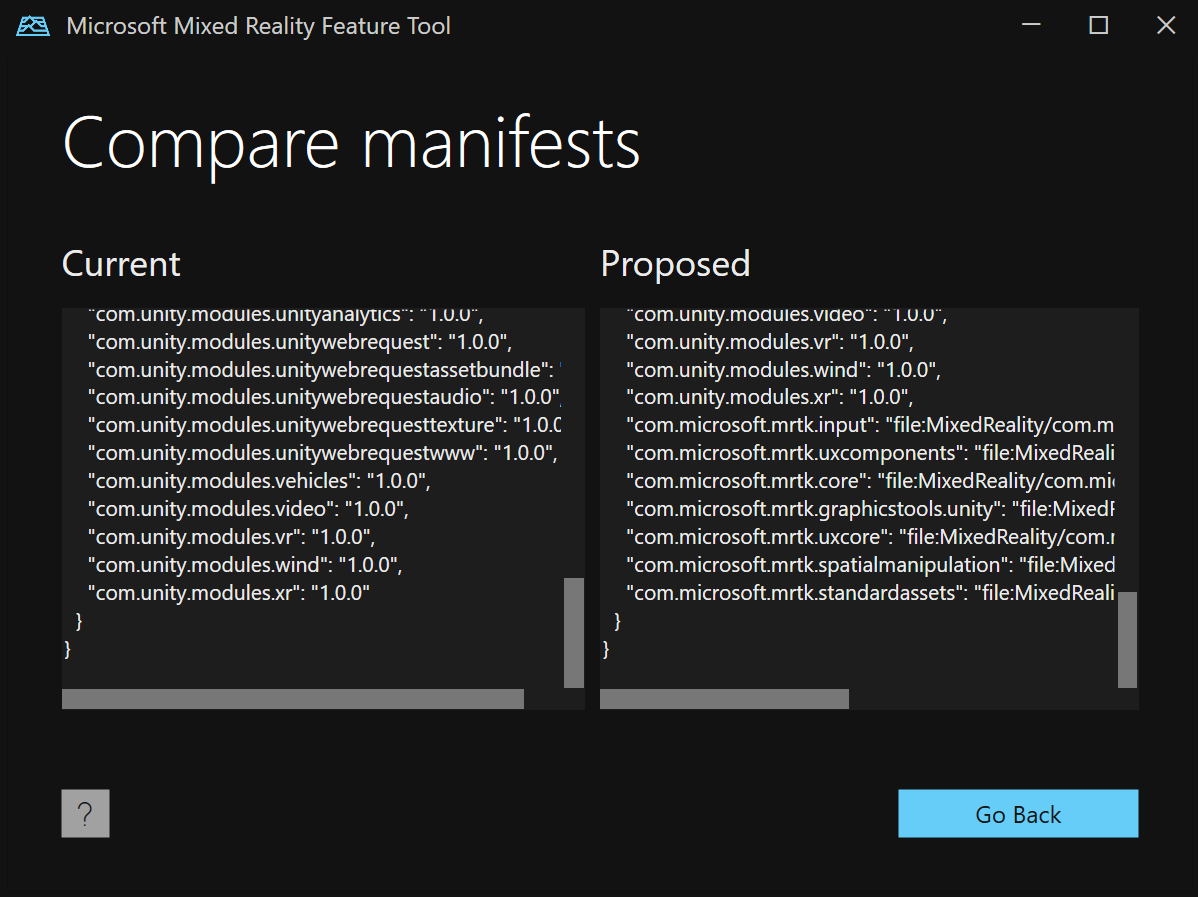 Microsoft Mixed Reality Feature Tool
Compare manifests
Current
"com.unity.modules.unityanalytics": "1.0.0",
"com.unity.modules.unitywebrequest": "1.0.0",
"com.unity.modules.unitywebrequestassetbundle": "
"com.unity.modules.unitywebrequestaudio": "1.0.0",
"com.unity.modules.unitywebrequesttexture": "1.0.0
"com.unity.modules.unitywebrequestwww": "1.0.0",
"com.unity.modules.vehicles": "1.0.0",
"com.unity.modules.video": "1.0.0",
"com.unity.modules.vr": "1.0.0",
"com.unity.modules.wind": "1.0.0",
"com.unity.modules.xr": "1.0.0"
}
}
Proposed
"com.unity.modules.video": "1.0.0",
"com.unity.modules.vr": "1.0.0",
"com.unity.modules.wind": "1.0.0",
"com.unity.modules.xr": "1.0.0",
"com.microsoft.mrtk.input": "file:MixedReality/com.m
"com.microsoft.mrtk.uxcomponents": "file:MixedReali
"com.microsoft.mrtk.core": "file:MixedReality/com.mi
"com.microsoft.mrtk.graphicstools.unity": "file:Mixed
"com.microsoft.mrtk.uxcore": "file:MixedReality/com.
"com.microsoft.mrtk.spatialmanipulation": "file:Mixed
"com.microsoft.mrtk.standardassets": "file:MixedReali
}
}
?
Go Back